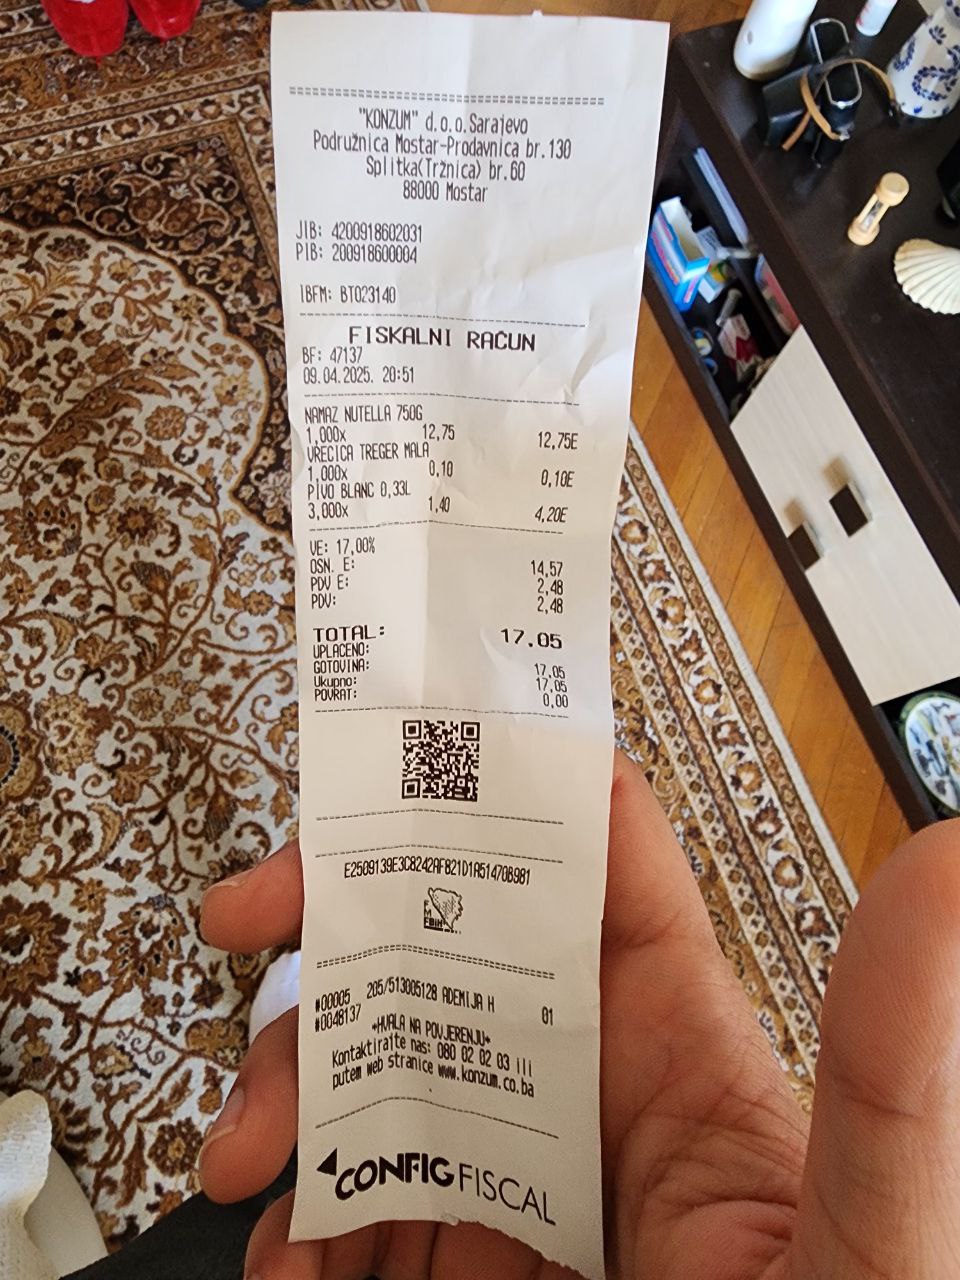 "KONZUM" d.o.o.Sarajevo
Podružnica Mostar-Prodavnica br.130
Splitka(Tržnica) br.60
88000 Mostar
JIB: 4200918602031
PIB: 200918600004
IBFM: BT023140
FISKALNI RAČUN
BF: 47137
09.04.2025. 20:51
NAMAZ NUTELLA 750G
1,000x 12,75 12,75E
VREĆICA TREGER MALA
1,000x 0,10 0,10E
PIVO BLANC 0,33L
3,000x 1,40 4,20E
VE: 17,00%
OSN. E: 14,57
PDV E: 2,48
PDV: 2,48
TOTAL: 17.05
UPLAĆENO:
GOTOVINA: 17,05
Ukupno: 17,05
POVRAT: 0,00
E2509139E3C8242AF821D1A51470B981
FMFBiH
#00005 205/513005128 ADEMIJA H 01
#0048137
*HVALA NA POVJERENJU*
Kontaktirajte nas: 080 02 02 03 ili
putem web stranice www.konzum.co.ba
CONFIG FISCAL